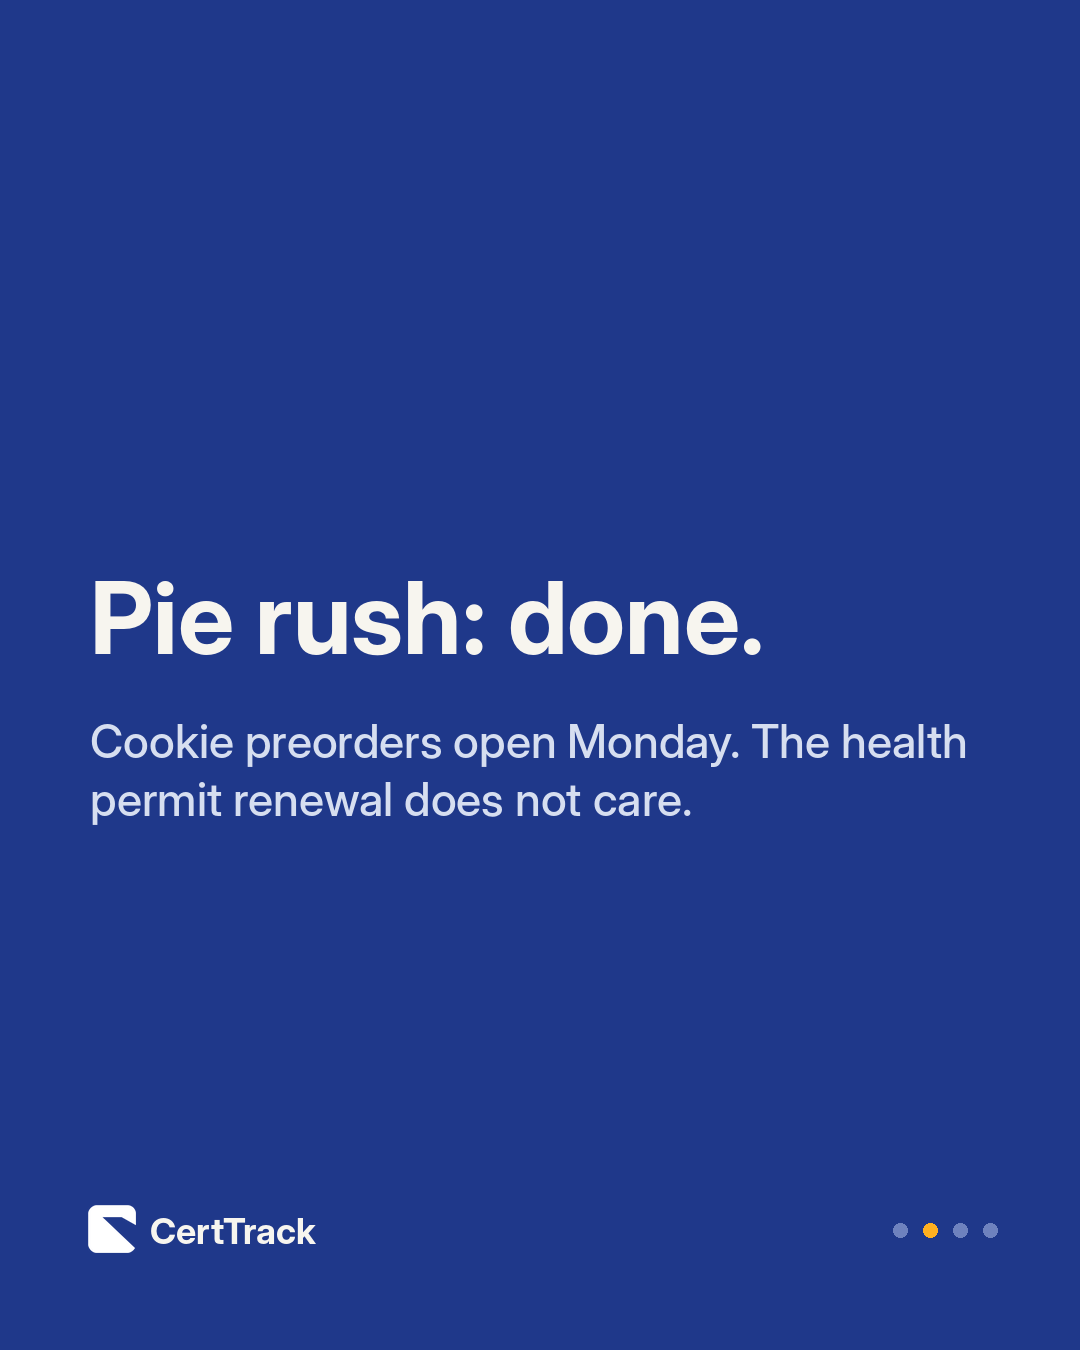 Pie rush: done.
Cookie preorders open Monday. The health
permit renewal does not care.
CertTrack